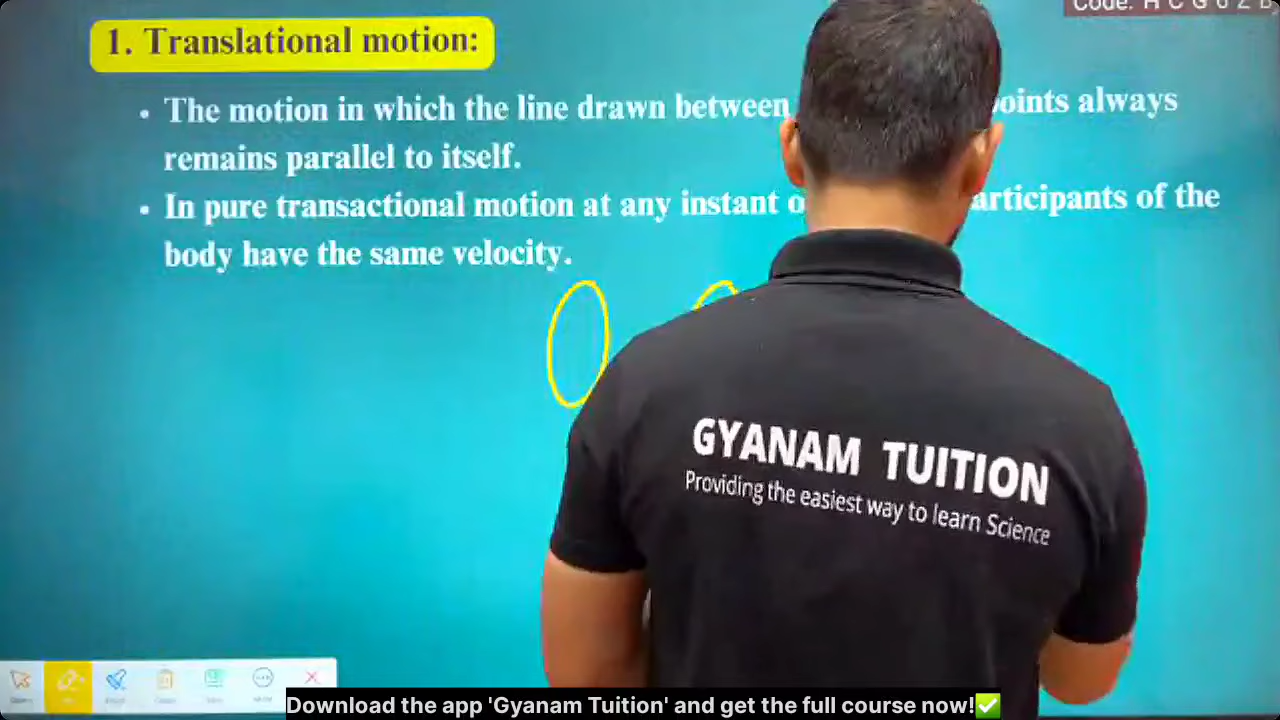 Code: H C G 6 Z B
1. Translational motion:
• The motion in which the line drawn between points always
remains parallel to itself.
• In pure transactional motion at any instant articipants of the
body have the same velocity.
GYANAM TUITION
Providing the easiest way to learn Science
Download the app 'Gyanam Tuition' and get the full course now!✅